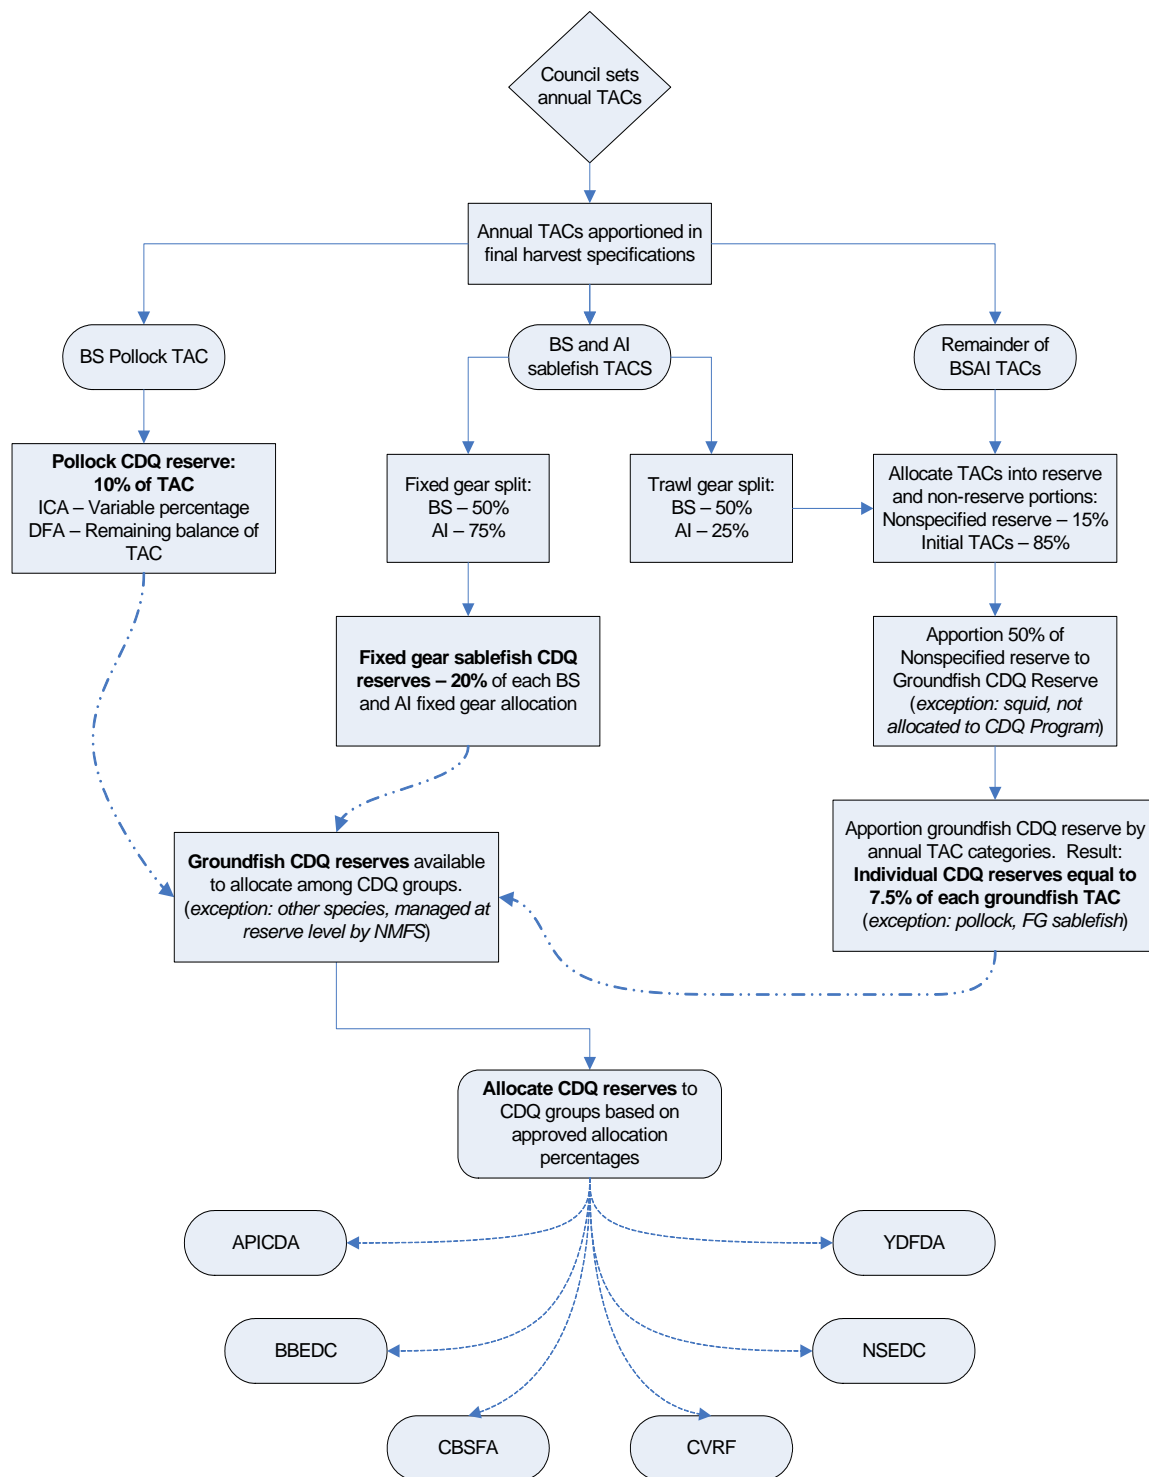 Council sets
annual TACs
Annual TACs apportioned in
final harvest specifications
BS Pollock TAC
BS and AI
sablefish TACS
Remainder of
BSAI TACs
Pollock CDQ reserve:
10% of TAC
ICA – Variable percentage
DFA – Remaining balance of
TAC
Fixed gear split:
BS – 50%
AI – 75%
Trawl gear split:
BS – 50%
AI – 25%
Allocate TACs into reserve
and non-reserve portions:
Nonspecified reserve – 15%
Initial TACs – 85%
Fixed gear sablefish CDQ
reserves – 20% of each BS
and AI fixed gear allocation
Apportion 50% of
Nonspecified reserve to
Groundfish CDQ Reserve
(exception: squid, not
allocated to CDQ Program)
Groundfish CDQ reserves available
to allocate among CDQ groups.
(exception: other species, managed at
reserve level by NMFS)
Apportion groundfish CDQ reserve by
annual TAC categories.  Result:
Individual CDQ reserves equal to
7.5% of each groundfish TAC
(exception: pollock, FG sablefish)
Allocate CDQ reserves to
CDQ groups based on
approved allocation
percentages
APICDA
YDFDA
BBEDC
NSEDC
CBSFA
CVRF